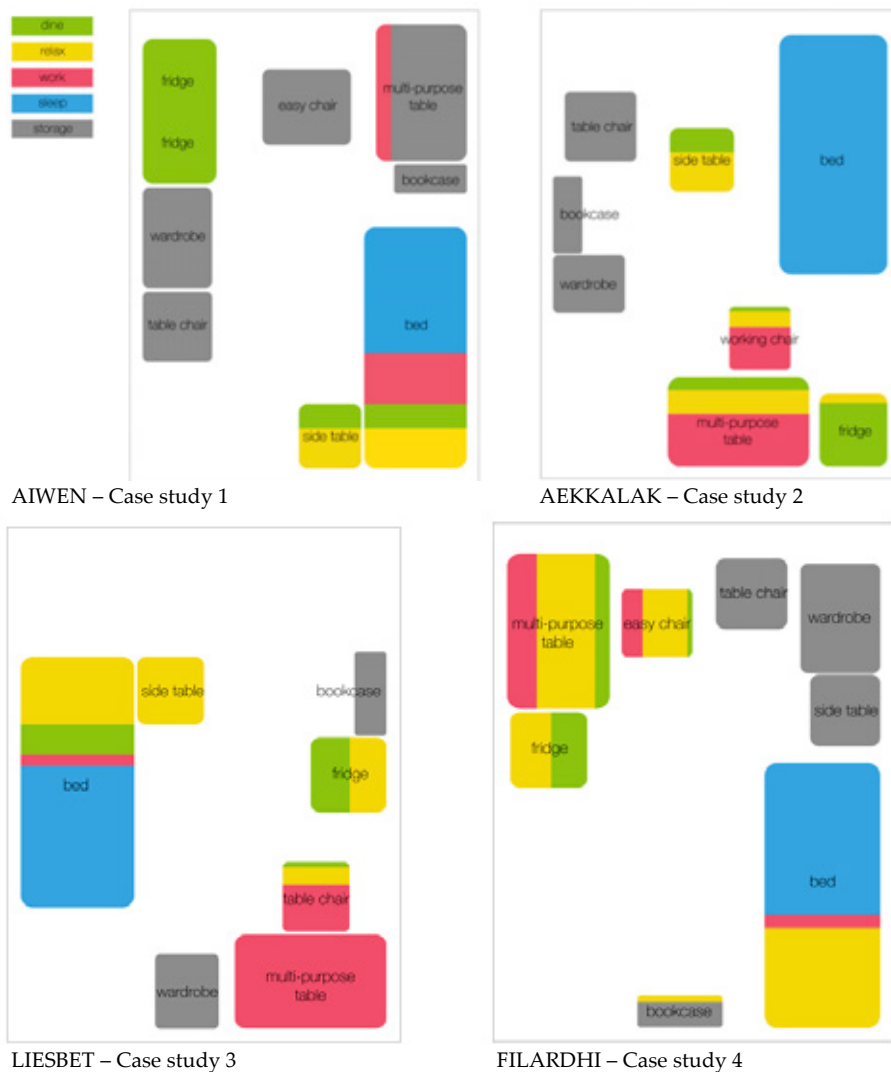 dine
relax
work
sleep
storage
fridge
fridge
easy chair
multi-purpose
table
bookcase
wardrobe
table chair
bed
side table
AIWEN – Case study 1
table chair
side table
bed
bookcase
wardrobe
working chair
multi-purpose
table
fridge
AEKKALAK – Case study 2
side table
bookcase
fridge
bed
table chair
wardrobe
multi-purpose
table
LIESBET – Case study 3
multi-purpose
table
easy chair
table chair
wardrobe
side table
fridge
bed
bookcase
FILARDHI – Case study 4